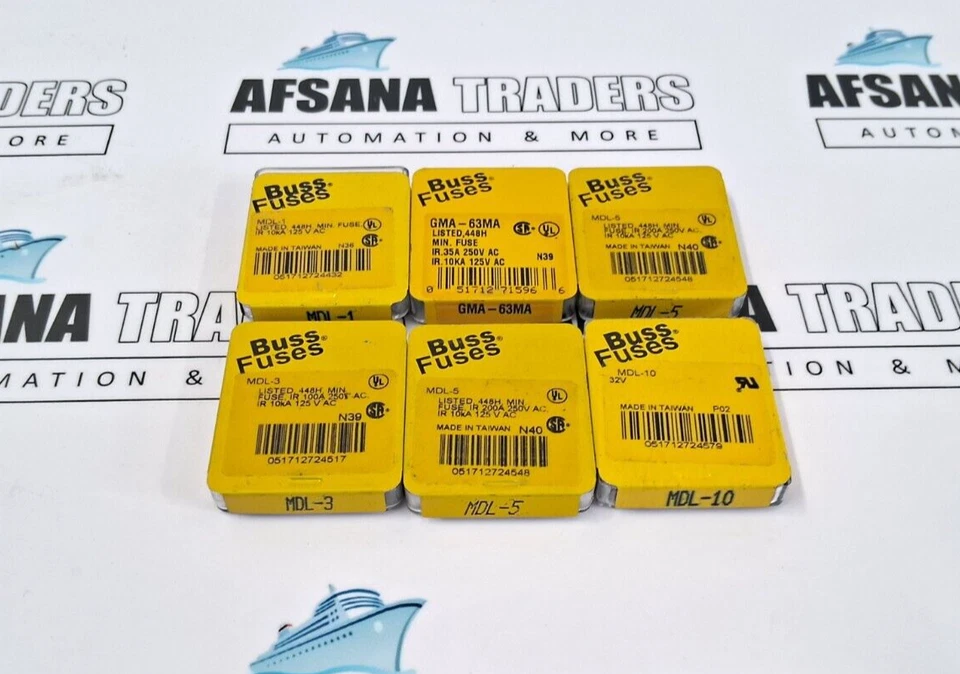 AFSANA TRADERS
AUTOMATION & MORE
DERS
ORE
AFSAN
AUTOM
Buss®
Fuses
MDL-1
LISTED, 448H, MIN. FUSE,
IR 10kA 125 V AC
MADE IN TAIWAN N36
051712724432
MDL-1
Buss®
Fuses
GMA-63MA
LISTED,448H
MIN. FUSE
IR.35A 250V AC
IR.10KA 125V AC N39
0 51712 71596 6
GMA-63MA
Buss®
Fuses
MDL-5
LISTED, 448H, MIN.
FUSE, IR 200A 250V AC,
IR 10kA 125 V AC
MADE IN TAIWAN N40
051712724548
MDL-5
ANA TRA
MATION &
TRADE
& MOR
Buss®
Fuses
MDL-3
LISTED, 448H, MIN.
FUSE, IR 100A 250V AC,
IR 10kA 125 V AC
N39
051712724517
MDL-3
Buss®
Fuses
MDL-5
LISTED, 448H, MIN.
FUSE, IR 200A 250V AC,
IR 10kA 125 V AC
MADE IN TAIWAN N40
051712724548
MDL-5
Buss®
Fuses
MDL-10
32V
MADE IN TAIWAN P02
051712724579
MDL-10